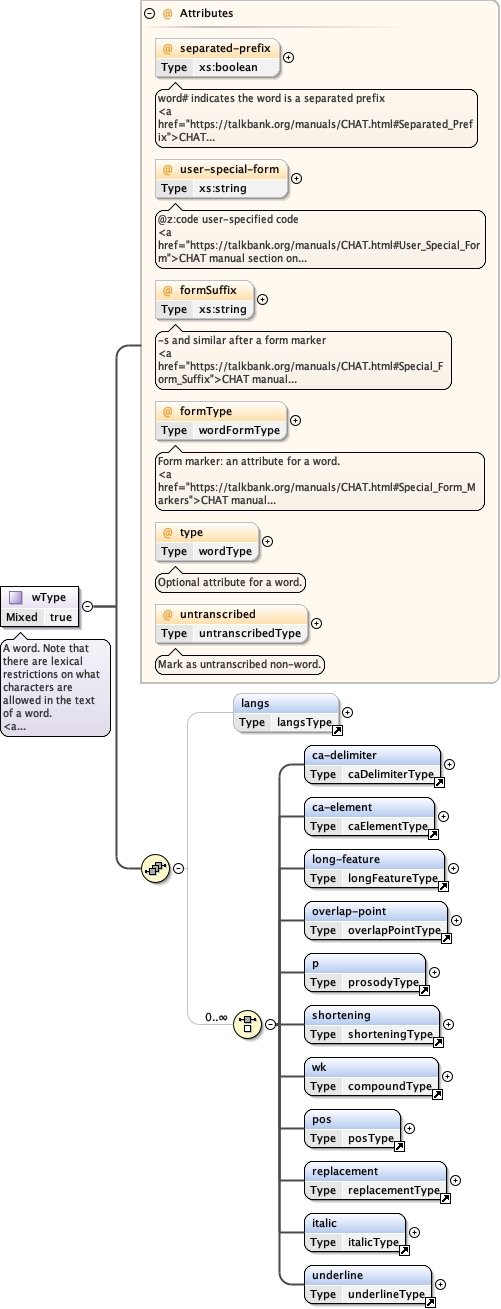 @ Attributes
@ separated-prefix
Type xs:boolean
word# indicates the word is a separated prefix
<a
href="https://talkbank.org/manuals/CHAT.html#Separated_Pref
ix">CHAT...
@ user-special-form
Type xs:string
@z:code user-specified code
<a
href="https://talkbank.org/manuals/CHAT.html#User_Special_For
m">CHAT manual section on...
@ formSuffix
Type xs:string
-s and similar after a form marker
<a
href="https://talkbank.org/manuals/CHAT.html#Special_F
orm_Suffix">CHAT manual...
@ formType
Type wordFormType
Form marker: an attribute for a word.
<a
href="https://talkbank.org/manuals/CHAT.html#Special_Form_M
arkers">CHAT manual...
@ type
Type wordType
Optional attribute for a word.
@ untranscribed
Type untranscribedType
Mark as untranscribed non-word.
wType
Mixed true
A word. Note that
there are lexical
restrictions on what
characters are
allowed in the text
of a word.
<a...
langs
Type langsType
0..∞
ca-delimiter
Type caDelimiterType
ca-element
Type caElementType
long-feature
Type longFeatureType
overlap-point
Type overlapPointType
p
Type prosodyType
shortening
Type shorteningType
wk
Type compoundType
pos
Type posType
replacement
Type replacementType
italic
Type italicType
underline
Type underlineType